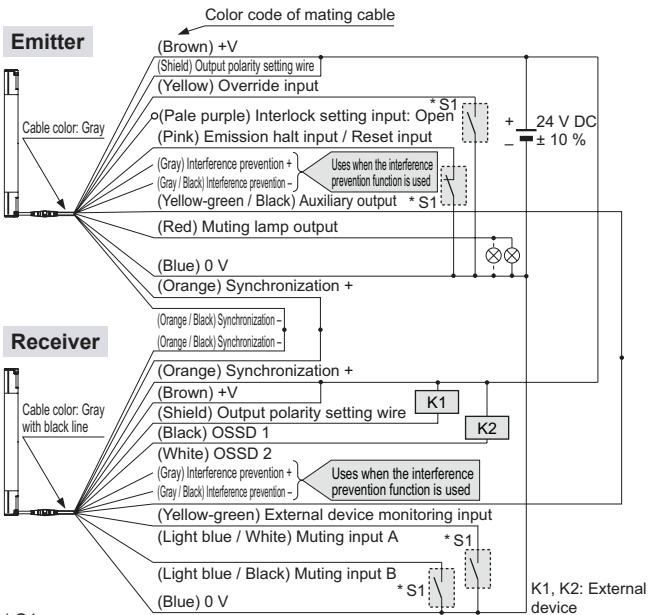 Color code of mating cable
Emitter
(Brown) +V
(Shield) Output polarity setting wire
(Yellow) Override input
* S1
(Pale purple) Interlock setting input: Open
+ 24 V DC
– ± 10 %
Cable color: Gray
(Pink) Emission halt input / Reset input
(Gray) Interference prevention +
(Gray / Black) Interference prevention –
Uses when the interference
prevention function is used
(Yellow-green / Black) Auxiliary output
* S1
(Red) Muting lamp output
(Blue) 0 V
(Orange) Synchronization +
(Orange / Black) Synchronization –
(Orange / Black) Synchronization –
Receiver
(Orange) Synchronization +
(Brown) +V
Cable color: Gray
with black line
(Shield) Output polarity setting wire
K1
K2
(Black) OSSD 1
(White) OSSD 2
(Gray) Interference prevention +
(Gray / Black) Interference prevention –
Uses when the interference
prevention function is used
(Yellow-green) External device monitoring input
(Light blue / White) Muting input A
* S1
(Light blue / Black) Muting input B
* S1
(Blue) 0 V
K1, K2: External
device
* S1